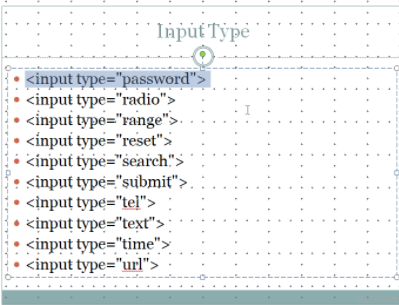 Input Type
<input type="password">
<input type="radio">
<input type="range">
<input type="reset">
<input type="search">
<input type="submit">
<input type="tel">
<input type="text">
<input type="time">
<input type="url">